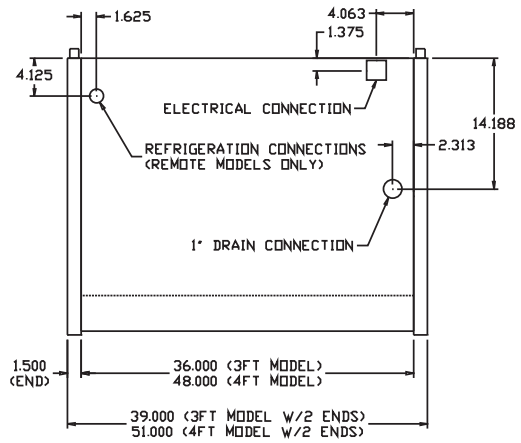 1.625
4.063
1.375
4.125
ELECTRICAL CONNECTION
14.188
REFRIGERATION CONNECTIONS
(REMOTE MODELS ONLY)
2.313
1" DRAIN CONNECTION
1.500
(END)
36.000 (3FT MODEL)
48.000 (4FT MODEL)
39.000 (3FT MODEL W/2 ENDS)
51.000 (4FT MODEL W/2 ENDS)